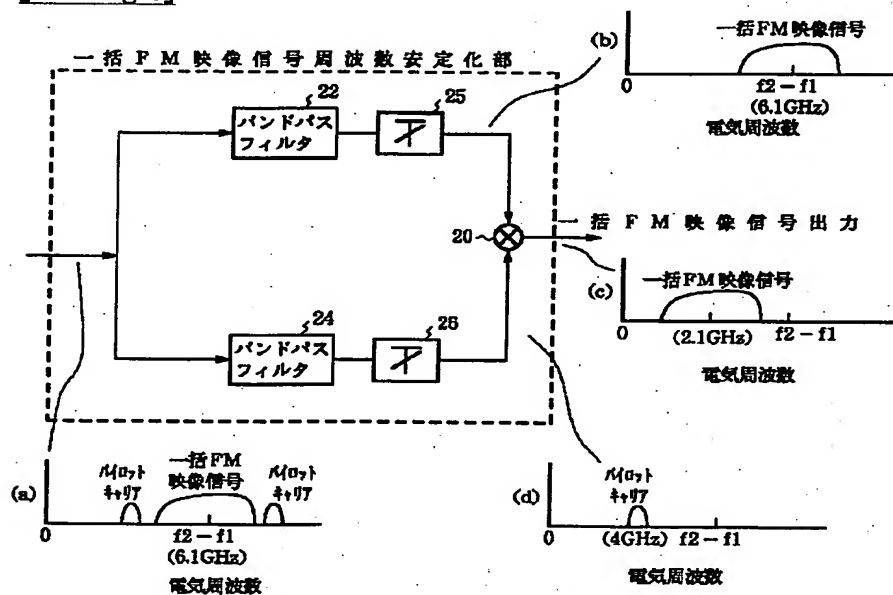 一括FM映像信号周波数安定化部
22
バンドパス
フィルタ
25
20
24
バンドパス
フィルタ
26
一括FM映像信号出力
(b)
一括FM映像信号
0
f2−f1
(6.1GHz)
電気周波数
(c)
一括FM映像信号
0
(2.1GHz)
f2−f1
電気周波数
(a)
パイロット
キャリア
一括FM
映像信号
パイロット
キャリア
0
f2−f1
(6.1GHz)
電気周波数
(d)
パイロット
キャリア
0
(4GHz)
f2−f1
電気周波数